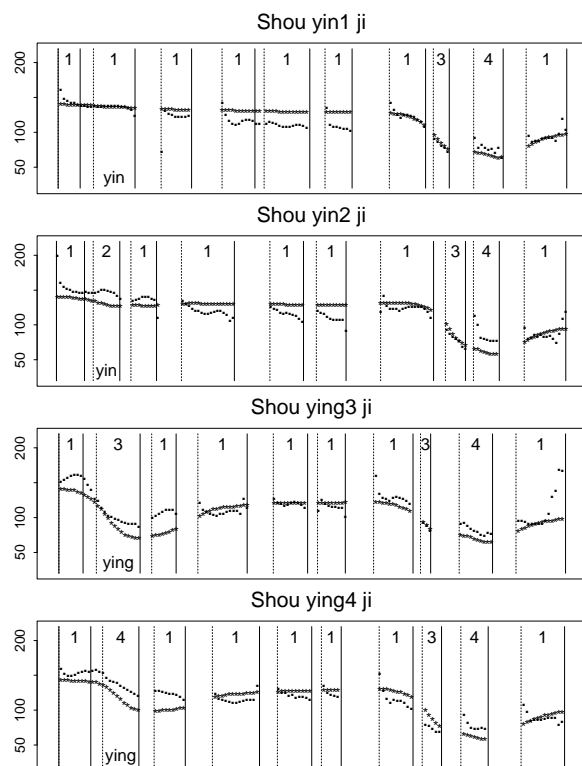 Shou yin1 ji
200
100
50
1 1 1 1 1 1 1 3 4 1
yin
Shou yin2 ji
200
100
50
1 2 1 1 1 1 1 3 4 1
yin
Shou ying3 ji
200
100
50
1 3 1 1 1 1 1 3 4 1
ying
Shou ying4 ji
200
100
50
1 4 1 1 1 1 1 3 4 1
ying